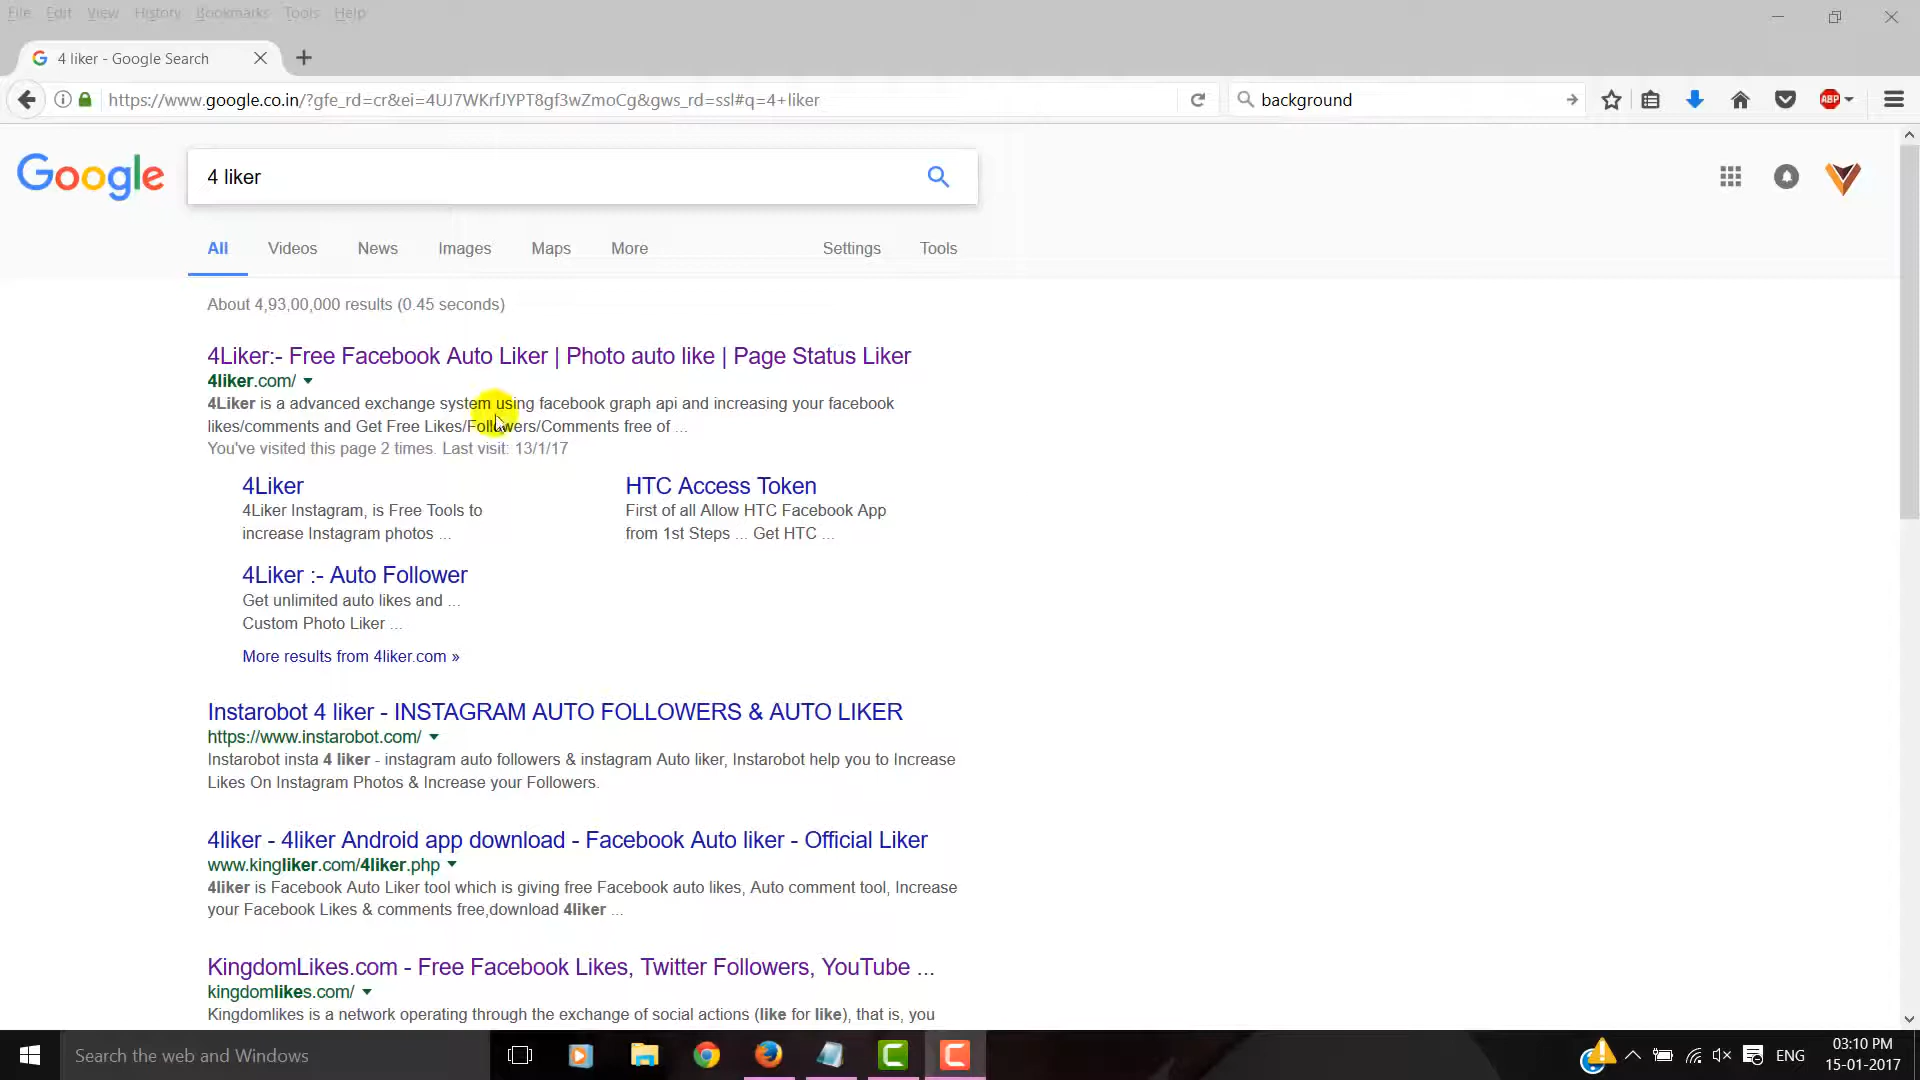 File Edit View History Bookmarks Tools Help
4 liker - Google Search
https://www.google.co.in/?gfe_rd=cr&ei=4UJ7WKrfJYPT8gf3wZmoCg&gws_rd=ssl#q=4+liker
background
ABP
Google
4 liker
All Videos News Images Maps More Settings Tools
About 4,93,00,000 results (0.45 seconds)
4Liker:- Free Facebook Auto Liker | Photo auto like | Page Status Liker
4liker.com/
4Liker is a advanced exchange system using facebook graph api and increasing your facebook
likes/comments and Get Free Likes/Followers/Comments free of ...
You've visited this page 2 times. Last visit: 13/1/17
4Liker
4Liker Instagram, is Free Tools to
increase Instagram photos ...
HTC Access Token
First of all Allow HTC Facebook App
from 1st Steps ... Get HTC ...
4Liker :- Auto Follower
Get unlimited auto likes and ...
Custom Photo Liker ...
More results from 4liker.com »
Instarobot 4 liker - INSTAGRAM AUTO FOLLOWERS & AUTO LIKER
https://www.instarobot.com/
Instarobot insta 4 liker - instagram auto followers & instagram Auto liker, Instarobot help you to Increase
Likes On Instagram Photos & Increase your Followers.
4liker - 4liker Android app download - Facebook Auto liker - Official Liker
www.kingliker.com/4liker.php
4liker is Facebook Auto Liker tool which is giving free Facebook auto likes, Auto comment tool, Increase
your Facebook Likes & comments free,download 4liker ...
KingdomLikes.com - Free Facebook Likes, Twitter Followers, YouTube ...
kingdomlikes.com/
Kingdomlikes is a network operating through the exchange of social actions (like for like), that is, you
Search the web and Windows
ENG
03:10 PM
15-01-2017